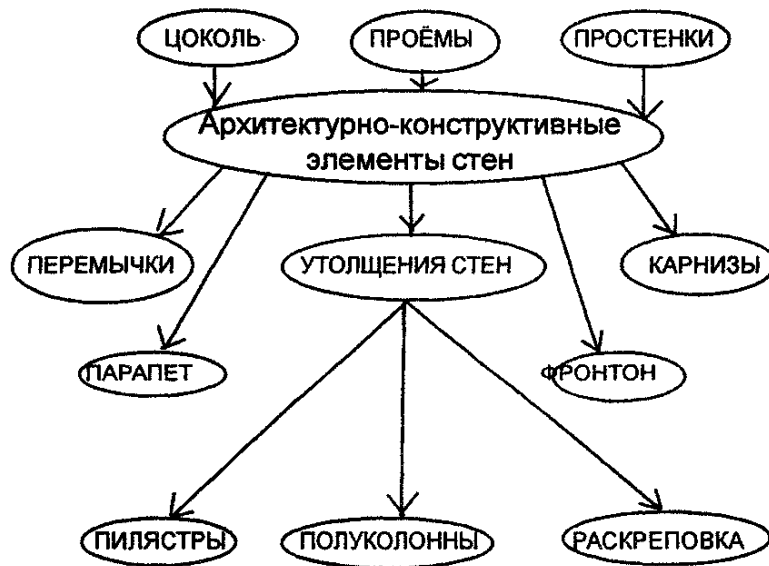 ЦОКОЛЬ
ПРОЁМЫ
ПРОСТЕНКИ
Архитектурно-конструктивные
элементы стен
ПЕРЕМЫЧКИ
УТОЛЩЕНИЯ СТЕН
КАРНИЗЫ
ПАРАПЕТ
ФРОНТОН
ПИЛЯСТРЫ
ПОЛУКОЛОННЫ
РАСКРЕПОВКА